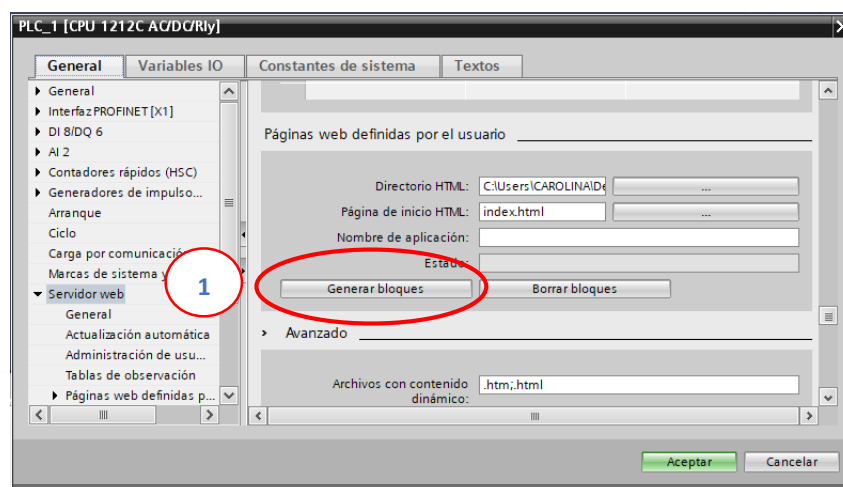 PLC_1 [CPU 1212C AC/DC/Rly]
General Variables IO Constantes de sistema Textos
General
Interfaz PROFINET [X1]
DI 8/DQ 6
AI 2
Contadores rápidos (HSC)
Generadores de impulso...
Arranque
Ciclo
Carga por comunicación
Marcas de sistema y
Servidor web
General
Actualización automática
Administración de usu...
Tablas de observación
Páginas web definidas p...
1
Páginas web definidas por el usuario
Directorio HTML: C:\Users\CAROLINA\De ...
Página de inicio HTML: index.html ...
Nombre de aplicación:
Estado:
Generar bloques Borrar bloques
Avanzado
Archivos con contenido .htm;.html
dinámico:
Aceptar Cancelar